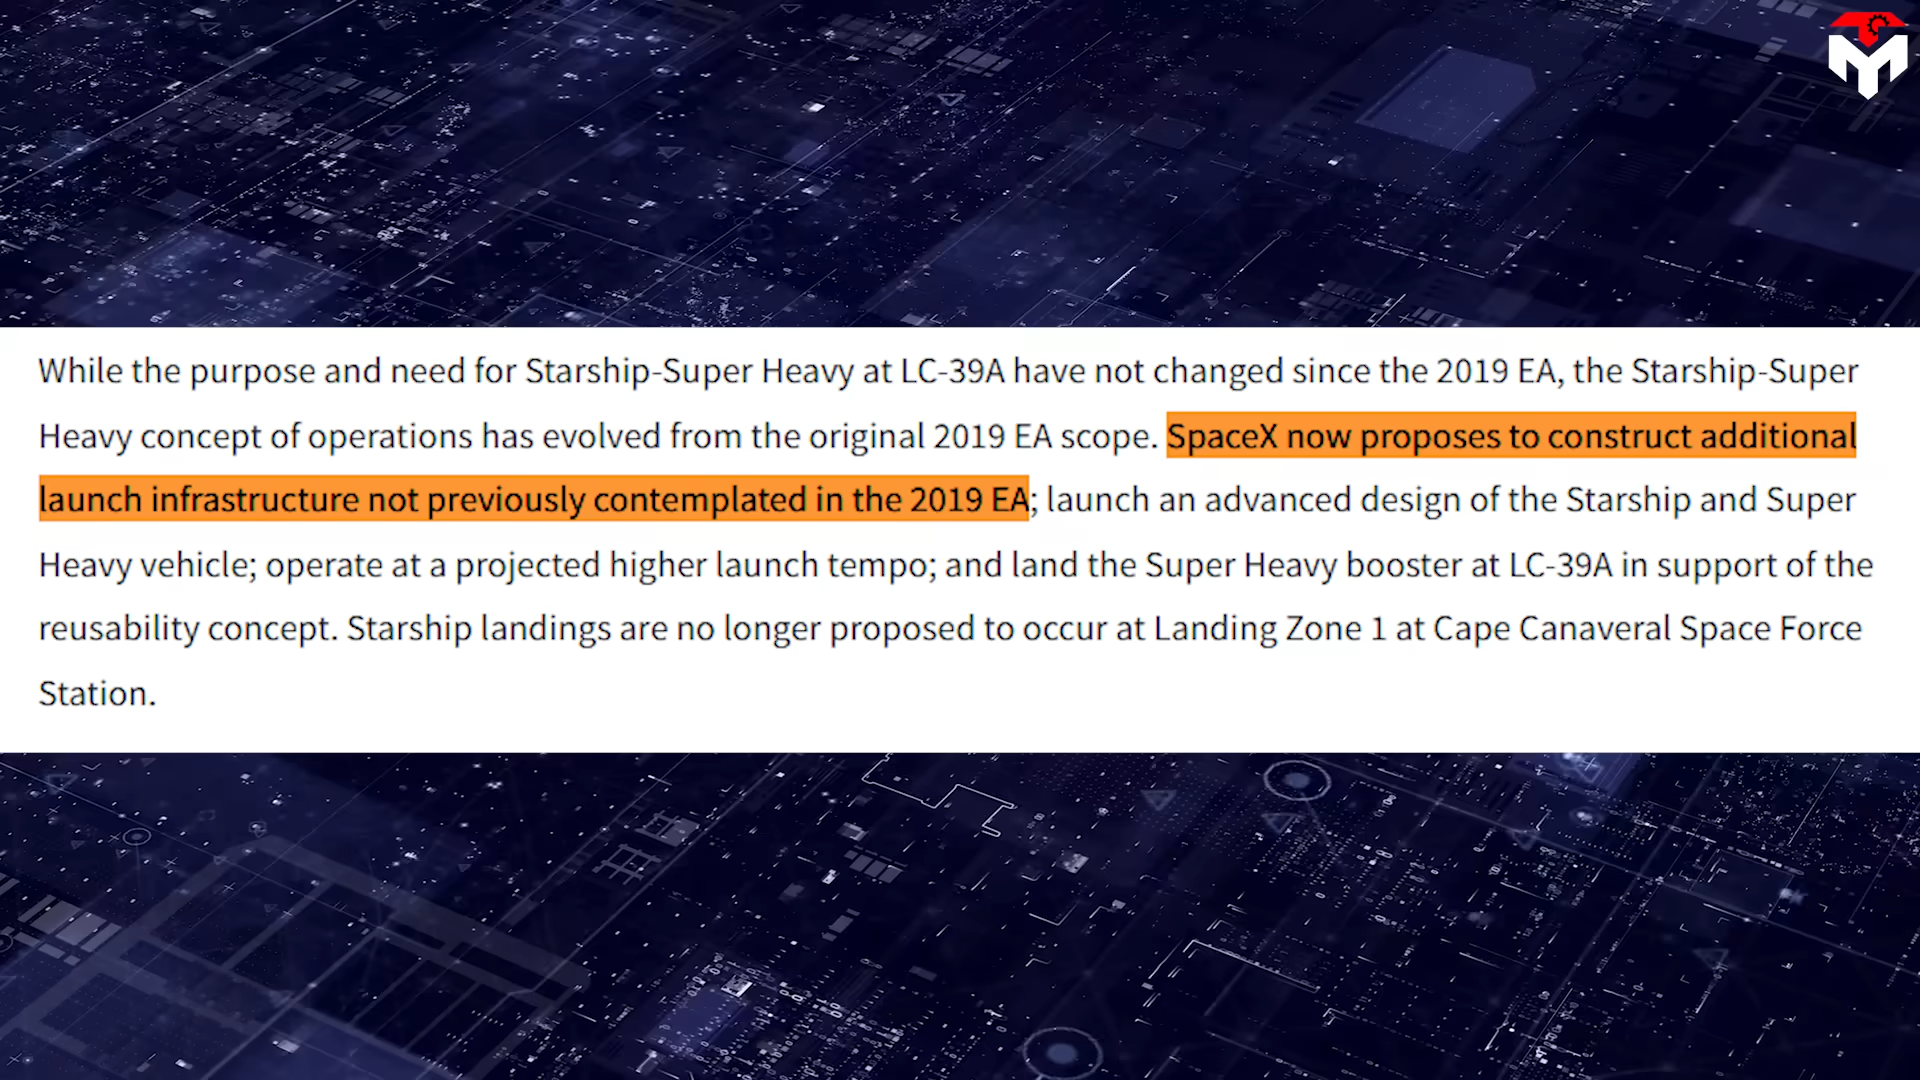 While the purpose and need for Starship-Super Heavy at LC-39A have not changed since the 2019 EA, the Starship-Super
Heavy concept of operations has evolved from the original 2019 EA scope. SpaceX now proposes to construct additional
launch infrastructure not previously contemplated in the 2019 EA; launch an advanced design of the Starship and Super
Heavy vehicle; operate at a projected higher launch tempo; and land the Super Heavy booster at LC-39A in support of the
reusability concept. Starship landings are no longer proposed to occur at Landing Zone 1 at Cape Canaveral Space Force
Station.